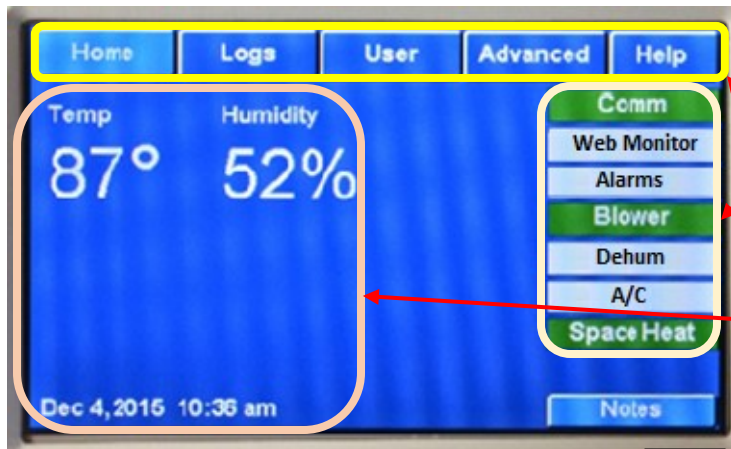 Home Logs User Advanced Help
Temp Humidity
87° 52%
Comm
Web Monitor
Alarms
Blower
Dehum
A/C
Space Heat
Dec 4, 2015 10:36 am
Notes